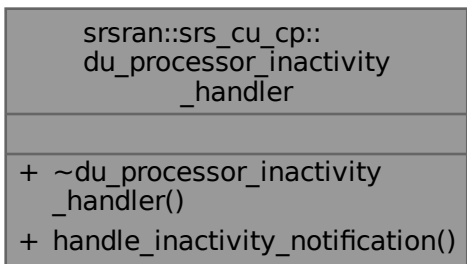 srsran::srs_cu_cp::
du_processor_inactivity
_handler
+ ~du_processor_inactivity
_handler()
+ handle_inactivity_notification()